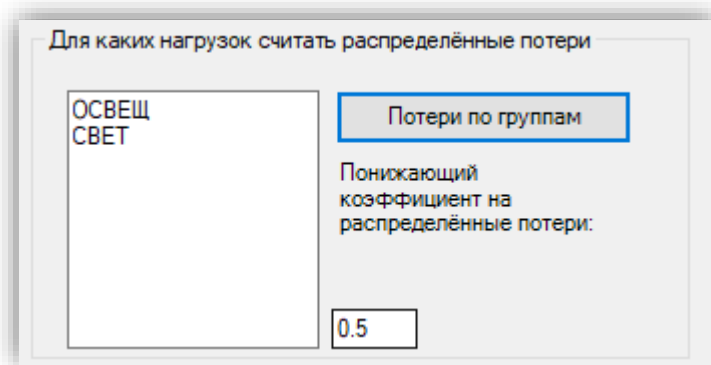 Для каких нагрузок считать распределённые потери
ОСВЕЩ
СВЕТ
Потери по группам
Понижающий
коэффициент на
распределённые потери:
0.5